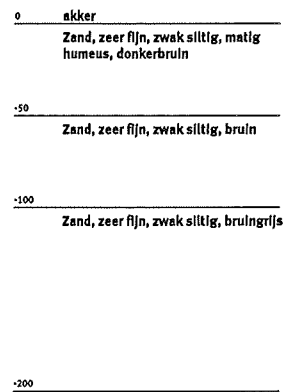 0 akker
Zand, zeer fijn, zwak siltig, matig
humeus, donkerbruin
-50
Zand, zeer fijn, zwak siltig, bruin
-100
Zand, zeer fijn, zwak siltig, bruingrijs
-200